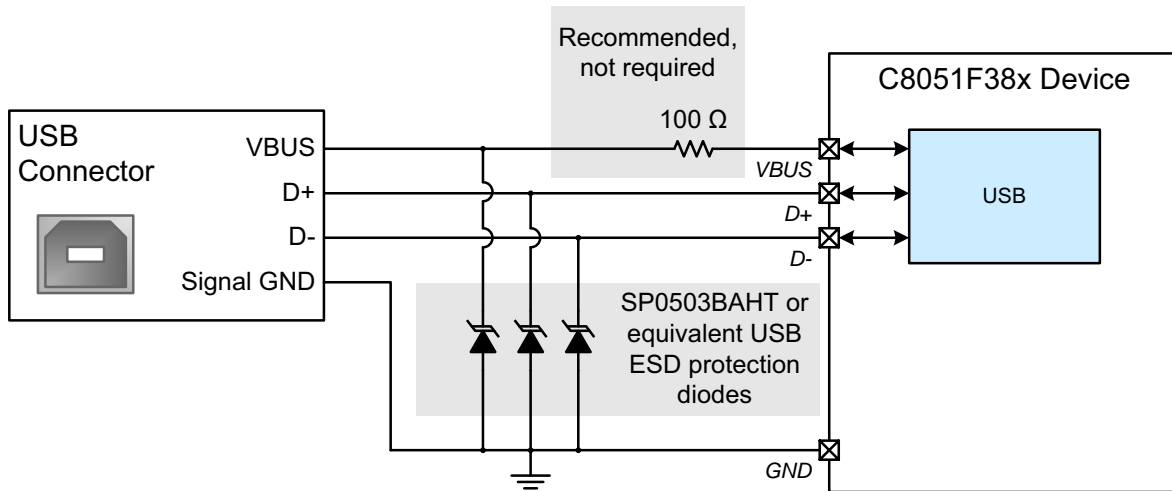 Recommended,
not required
100 Ω
C8051F38x Device
USB
Connector
VBUS
D+
D-
Signal GND
VBUS
D+
D-
USB
SP0503BAHT or
equivalent USB
ESD protection
diodes
GND